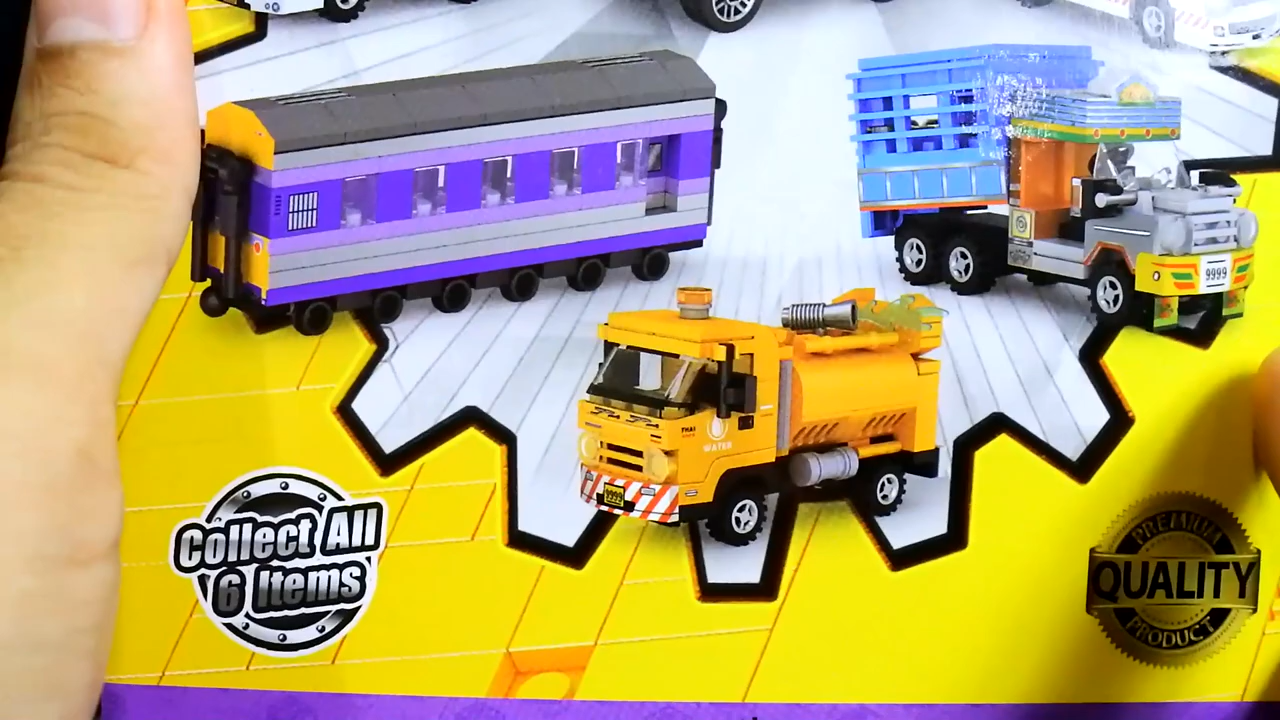 9999
THAI
WATER
9999
Collect All
6 Items
PREMIUM
QUALITY
PRODUCT